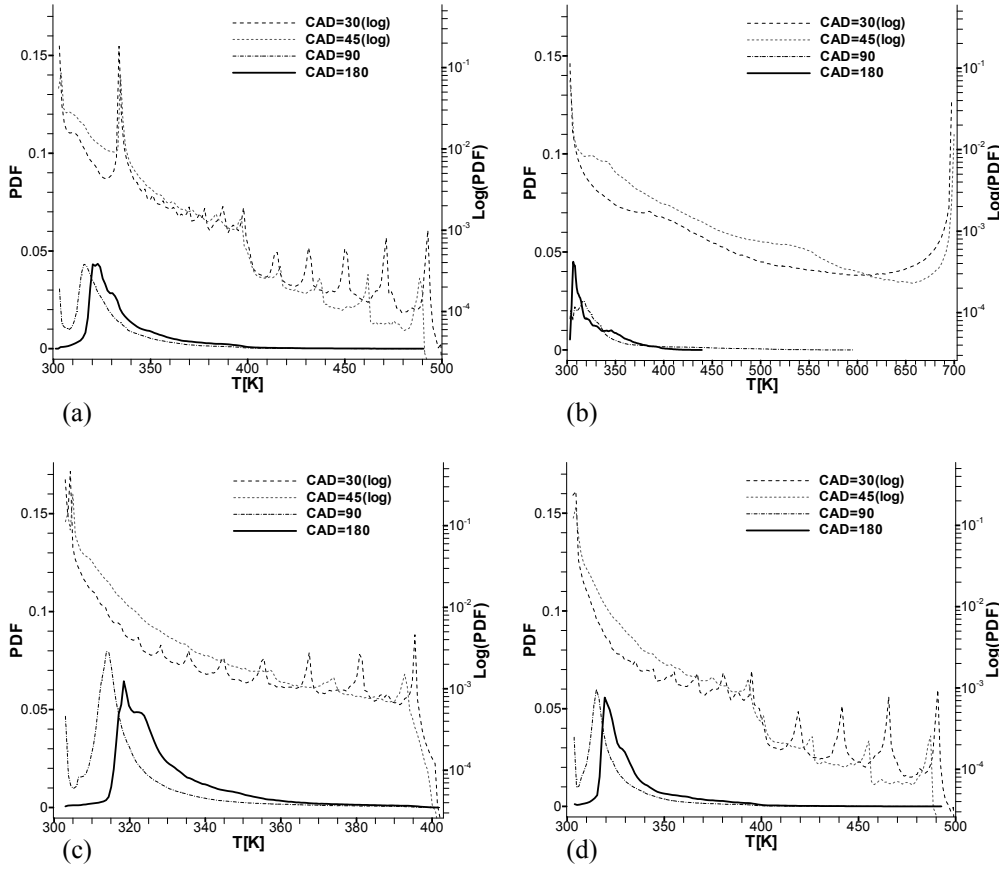 CAD=30(log)
CAD=45(log)
CAD=90
CAD=180
0.15
0.1
0.05
0
PDF
10-1
10-2
10-3
10-4
Log(PDF)
300 350 400 450 500
T[K]
(a)
CAD=30(log)
CAD=45(log)
CAD=90
CAD=180
0.15
0.1
0.05
0
PDF
10-1
10-2
10-3
10-4
Log(PDF)
300 350 400 450 500 550 600 650 700
T[K]
(b)
CAD=30(log)
CAD=45(log)
CAD=90
CAD=180
0.15
0.1
0.05
0
PDF
10-1
10-2
10-3
10-4
Log(PDF)
300 320 340 360 380 400
T[K]
(c)
CAD=30(log)
CAD=45(log)
CAD=90
CAD=180
0.15
0.1
0.05
0
PDF
10-1
10-2
10-3
10-4
Log(PDF)
300 350 400 450 500
T[K]
(d)